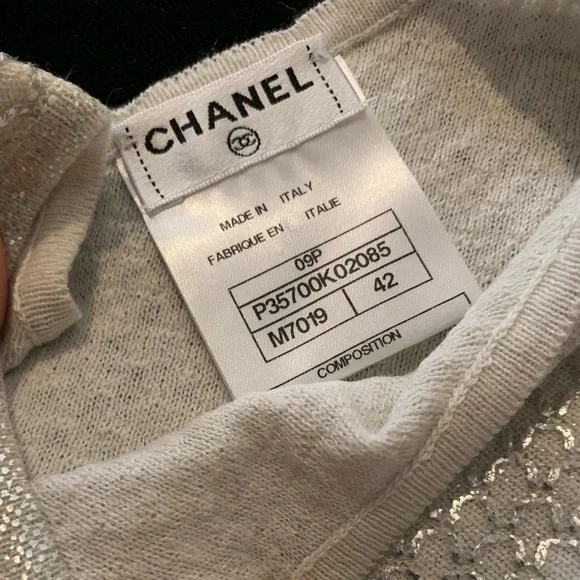 CHANEL
MADE IN ITALY
FABRIQUE EN ITALIE
09P
P35700K02085
M7019 42
COMPOSITION